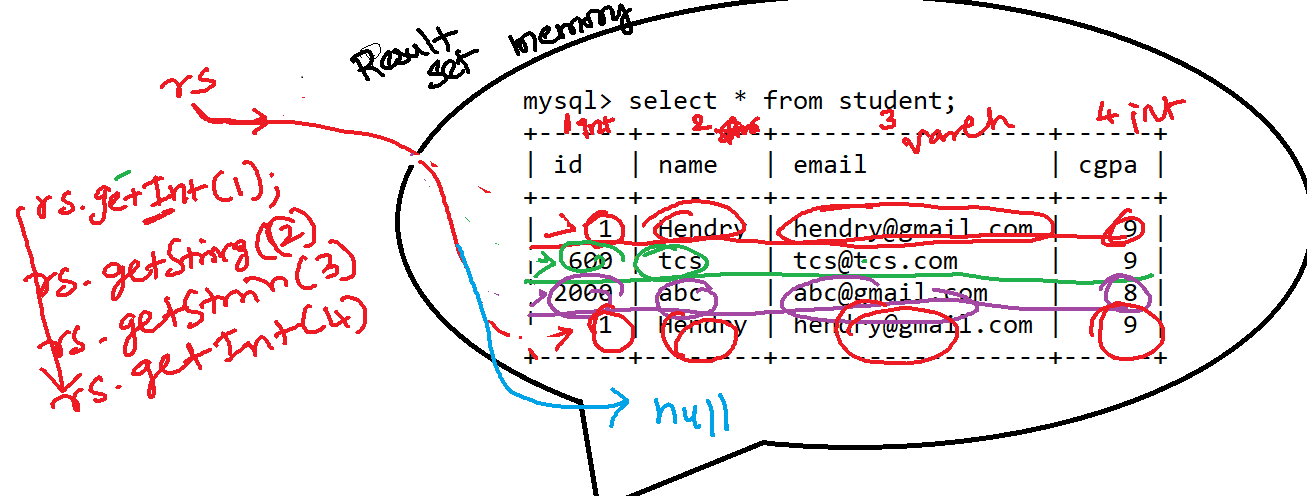 Result set memory
rs
mysql> select * from student;
1 int 2 3 varch 4 int
+------+--------+------------------+------+
| id | name | email | cgpa |
+------+--------+------------------+------+
| 1 | Hendry | hendry@gmail.com | 9 |
| 600 | tcs | tcs@tcs.com | 9 |
| 2000 | abc | abc@gmail.com | 8 |
| 1 | Hendry | hendry@gmail.com | 9 |
+------+--------+------------------+------+
rs.getInt(1);
rs.getString((2)
rs.getStrin(3)
rs.getInt(4)
null